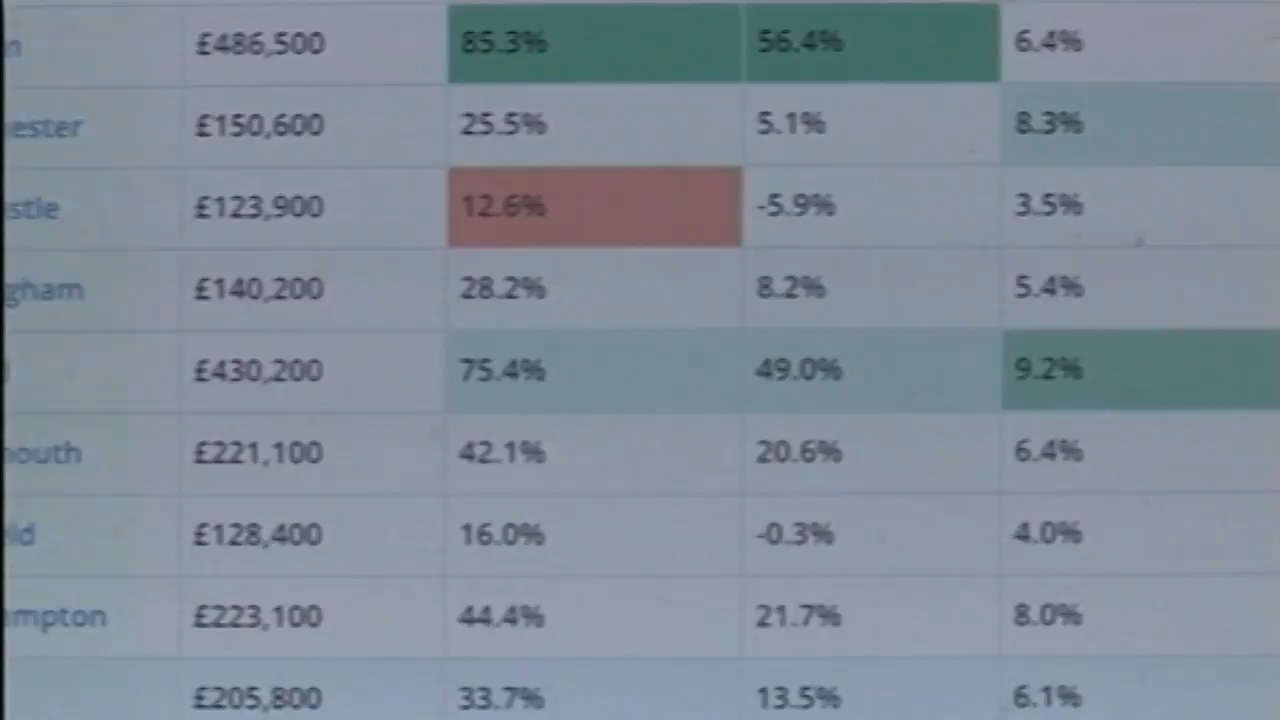 n £486,500 85.3% 56.4% 6.4%
ester £150,600 25.5% 5.1% 8.3%
stle £123,900 12.6% -5.9% 3.5%
gham £140,200 28.2% 8.2% 5.4%
£430,200 75.4% 49.0% 9.2%
outh £221,100 42.1% 20.6% 6.4%
ld £128,400 16.0% -0.3% 4.0%
mpton £223,100 44.4% 21.7% 8.0%
£205,800 33.7% 13.5% 6.1%